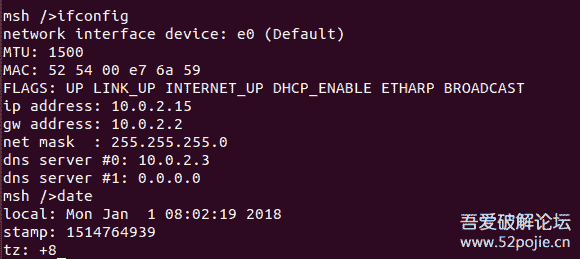 msh />ifconfig
network interface device: e0 (Default)
MTU: 1500
MAC: 52 54 00 e7 6a 59
FLAGS: UP LINK_UP INTERNET_UP DHCP_ENABLE ETHARP BROADCAST
ip address: 10.0.2.15
gw address: 10.0.2.2
net mask  : 255.255.255.0
dns server #0: 10.0.2.3
dns server #1: 0.0.0.0
msh />date
local: Mon Jan  1 08:02:19 2018
stamp: 1514764939
tz: +8
吾爱破解论坛
www.52pojie.cn